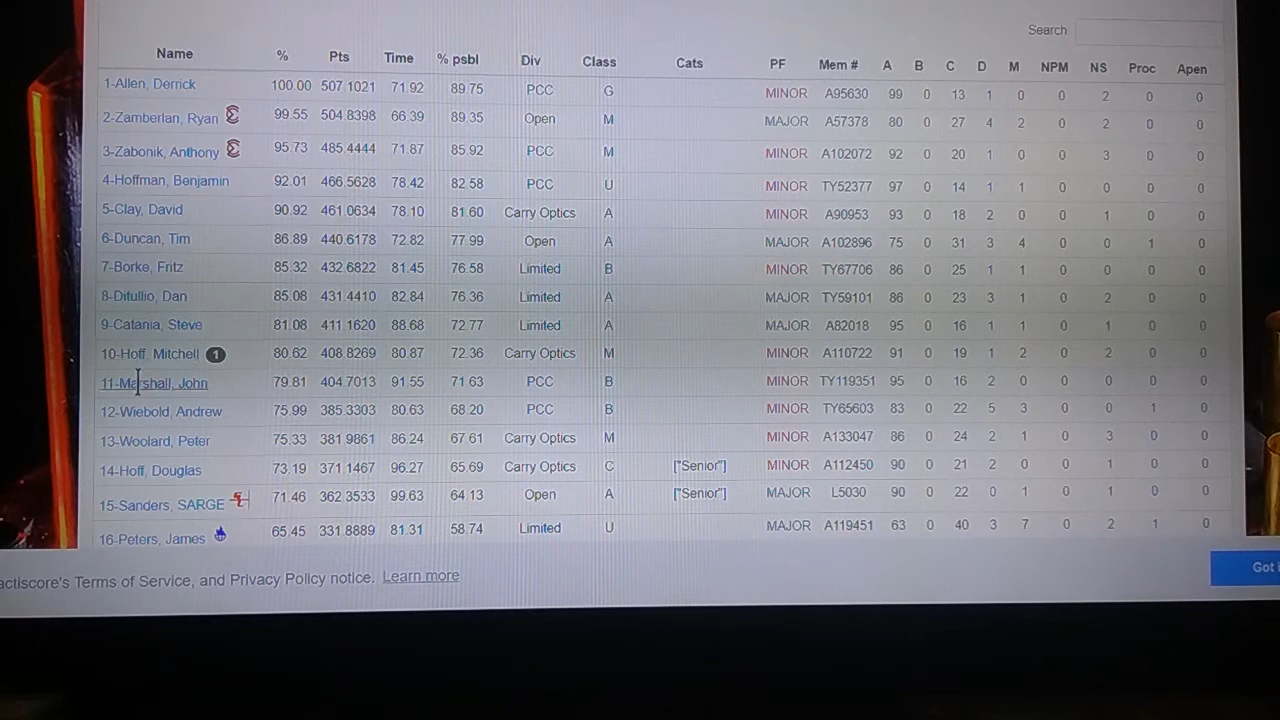 Search
Name % Pts Time % psbl Div Class Cats PF Mem # A B C D M NPM NS Proc Apen
1-Allen, Derrick 100.00 507.1021 71.92 89.75 PCC G MINOR A95630 99 0 13 1 0 0 2 0 0
2-Zamberlan, Ryan 99.55 504.8398 66.39 89.35 Open M MAJOR A57378 80 0 27 4 2 0 2 0 0
3-Zabonik, Anthony 95.73 485.4444 71.87 85.92 PCC M MINOR A102072 92 0 20 1 0 0 3 0 0
4-Hoffman, Benjamin 92.01 466.5628 78.42 82.58 PCC U MINOR TY52377 97 0 14 1 1 0 0 0 0
5-Clay, David 90.92 461.0634 78.10 81.60 Carry Optics A MINOR A90953 93 0 18 2 0 0 1 0 0
6-Duncan, Tim 86.89 440.6178 72.82 77.99 Open A MAJOR A102896 75 0 31 3 4 0 0 1 0
7-Borke, Fritz 85.32 432.6822 81.45 76.58 Limited B MINOR TY67706 86 0 25 1 1 0 0 0 0
8-Ditullio, Dan 85.08 431.4410 82.84 76.36 Limited A MAJOR TY59101 86 0 23 3 1 0 2 0 0
9-Catania, Steve 81.08 411.1620 88.68 72.77 Limited A MAJOR A82018 95 0 16 1 1 0 1 0 0
10-Hoff, Mitchell 1 80.62 408.8269 80.87 72.36 Carry Optics M MINOR A110722 91 0 19 1 2 0 2 0 0
11-Marshall, John 79.81 404.7013 91.55 71.63 PCC B MINOR TY119351 95 0 16 2 0 0 0 0 0
12-Wiebold, Andrew 75.99 385.3303 80.63 68.20 PCC B MINOR TY65603 83 0 22 5 3 0 0 1 0
13-Woolard, Peter 75.33 381.9861 86.24 67.61 Carry Optics M MINOR A133047 86 0 24 2 1 0 3 0 0
14-Hoff, Douglas 73.19 371.1467 96.27 65.69 Carry Optics C ["Senior"] MINOR A112450 90 0 21 2 0 0 1 0 0
15-Sanders, SARGE 71.46 362.3533 99.63 64.13 Open A ["Senior"] MAJOR L5030 90 0 22 0 1 0 1 0 0
16-Peters, James 65.45 331.8889 81.31 58.74 Limited U MAJOR A119451 63 0 40 3 7 0 2 1 0
actiscore's Terms of Service, and Privacy Policy notice. Learn more
Got